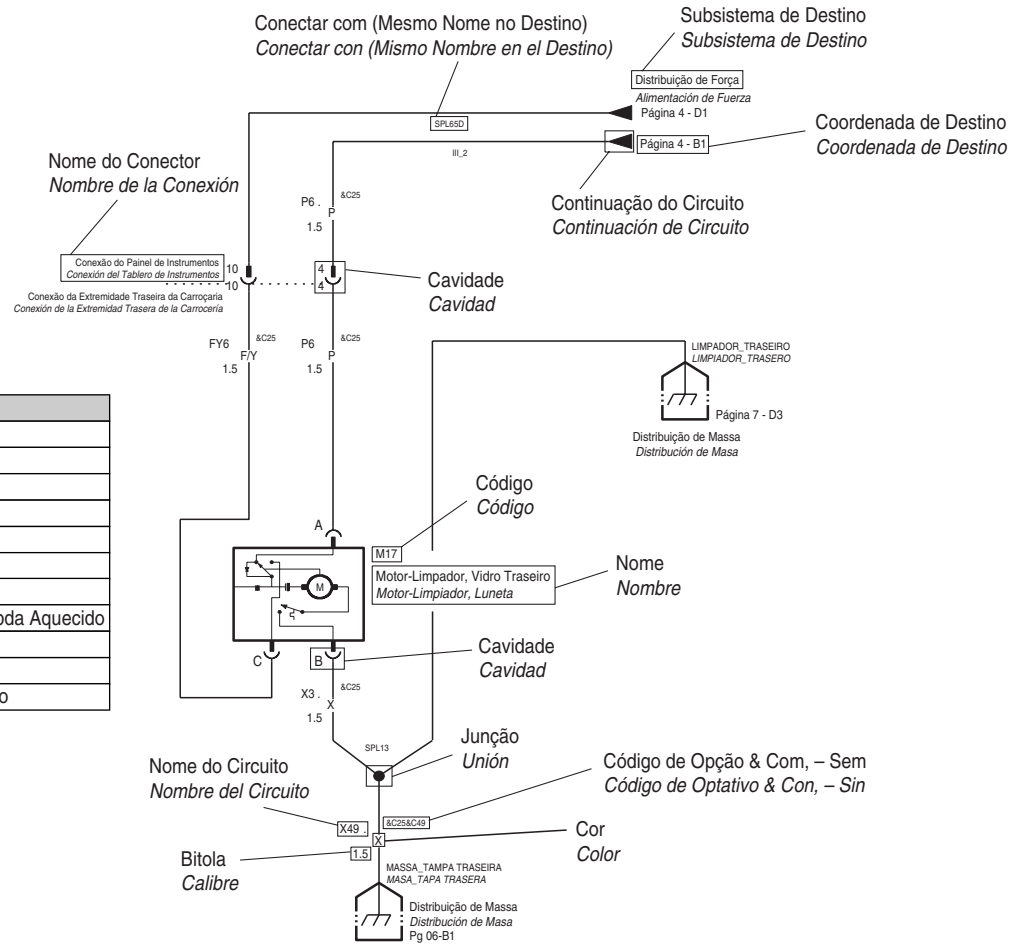 Conectar com (Mesmo Nome no Destino)
Conectar con (Mismo Nombre en el Destino)
Subsistema de Destino
Subsistema de Destino
Distribuição de Força
Alimentación de Fuerza
Página 4 - D1
SPL65D
Página 4 - B1
III_2
Coordenada de Destino
Coordenada de Destino
Nome do Conector
Nombre de la Conexión
Continuação do Circuito
Continuación de Circuito
P6 .
&C25
P
1.5
Conexão do Painel de Instrumentos
Conexión del Tablero de Instrumentos
10
4
10
4
Conexão da Extremidade Traseira da Carroçaria
Conexión de la Extremidad Trasera de la Carrocería
Cavidade
Cavidad
FY6
&C25
F/Y
1.5
P6
&C25
P
1.5
LIMPADOR_TRASEIRO
LIMPIADOR_TRASERO
Página 7 - D3
Distribuição de Massa
Distribución de Masa
Código
Código
A
M17
Motor-Limpador, Vidro Traseiro
Motor-Limpiador, Luneta
M
Nome
Nombre
oda Aquecido
o
C
B
Cavidade
Cavidad
X3 .
&C25
X
1.5
SPL13
Junção
Unión
Nome do Circuito
Nombre del Circuito
Código de Opção & Com, – Sem
Código de Optativo & Con, – Sin
X49 .
&C25&C49
X
1.5
Cor
Color
Bitola
Calibre
MASSA_TAMPA TRASEIRA
MASA_TAPA TRASERA
Distribuição de Massa
Distribución de Masa
Pg 06-B1